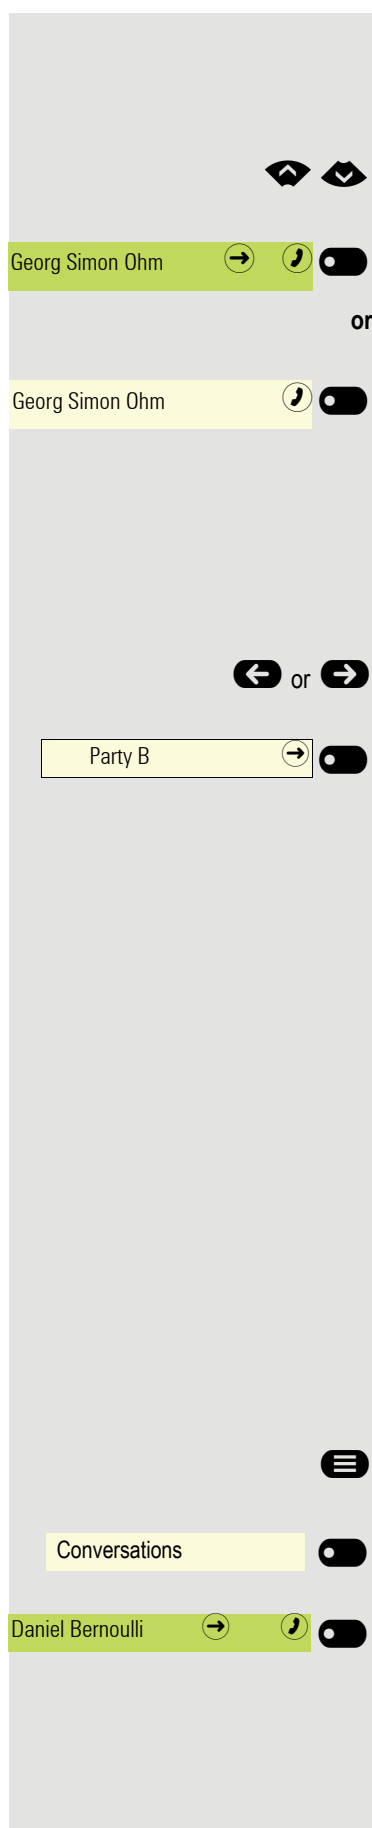 Georg Simon Ohm
or
Georg Simon Ohm
or
Party B
Conversations
Daniel Bernoulli